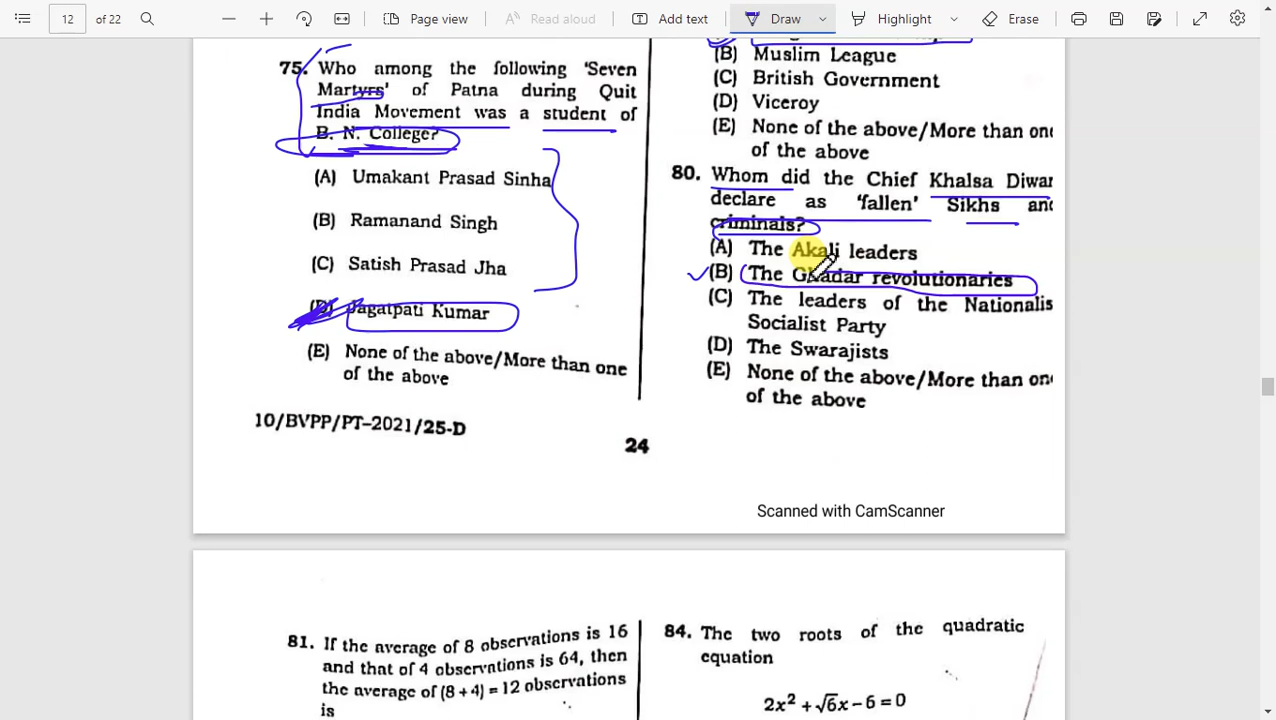 12
of 22
Page view
Read aloud
Add text
Draw
Highlight
Erase
75. Who among the following 'Seven
Martyrs' of Patna during Quit
India Movement was a student of
B. N. College?
(A) Umakant Prasad Sinha
(B) Ramanand Singh
(C) Satish Prasad Jha
(D) Jagatpati Kumar
(E) None of the above/More than one
of the above
10/BVPP/PT–2021/25-D
(B) Muslim League
(C) British Government
(D) Viceroy
(E) None of the above/More than one
of the above
80. Whom did the Chief Khalsa Diwan
declare as 'fallen' Sikhs and
criminals?
(A) The Akali leaders
(B) The Ghadar revolutionaries
(C) The leaders of the Nationalis
Socialist Party
(D) The Swarajists
(E) None of the above/More than one
of the above
24
Scanned with CamScanner
81. If the average of 8 observations is 16
and that of 4 observations is 64, then
the average of (8+4)=12 observations
is
84. The two roots of the quadratic
equation
2x²+√6x−6=0